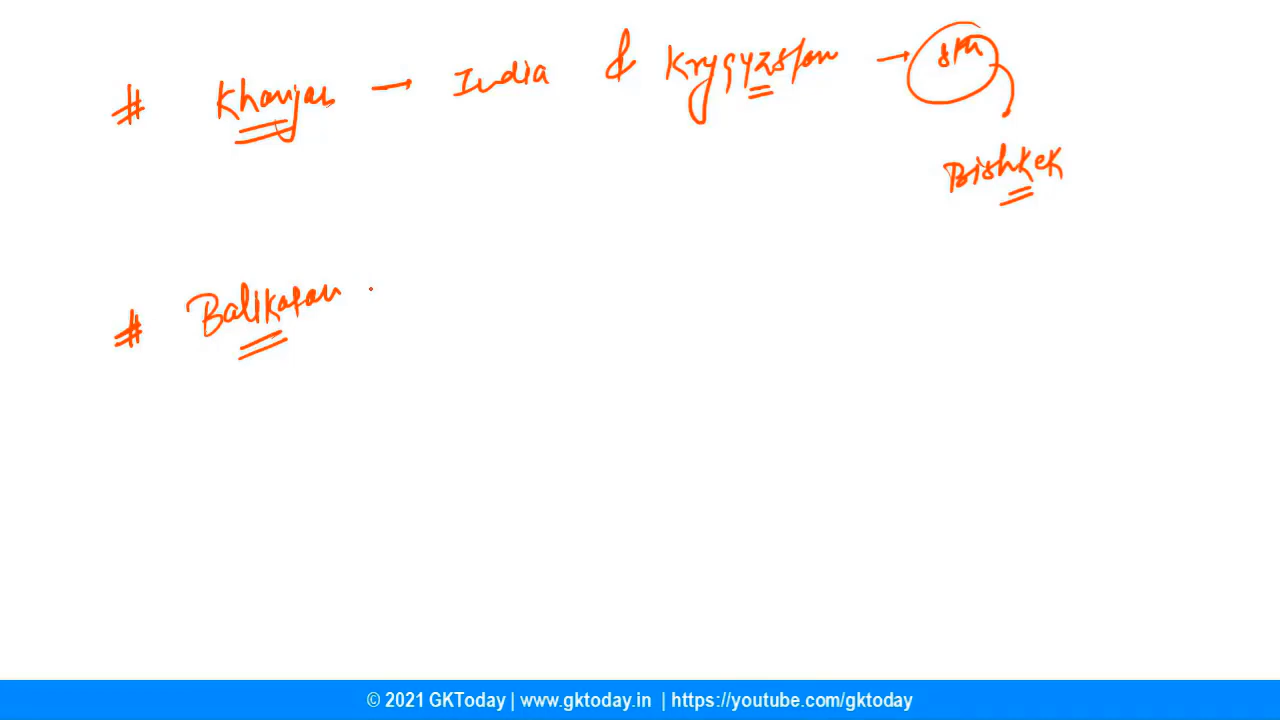 # Khanjar → India & Krygyzstan → 8th
Bishkek
# Balikatan
© 2021 GKToday | www.gktoday.in | https://youtube.com/gktoday